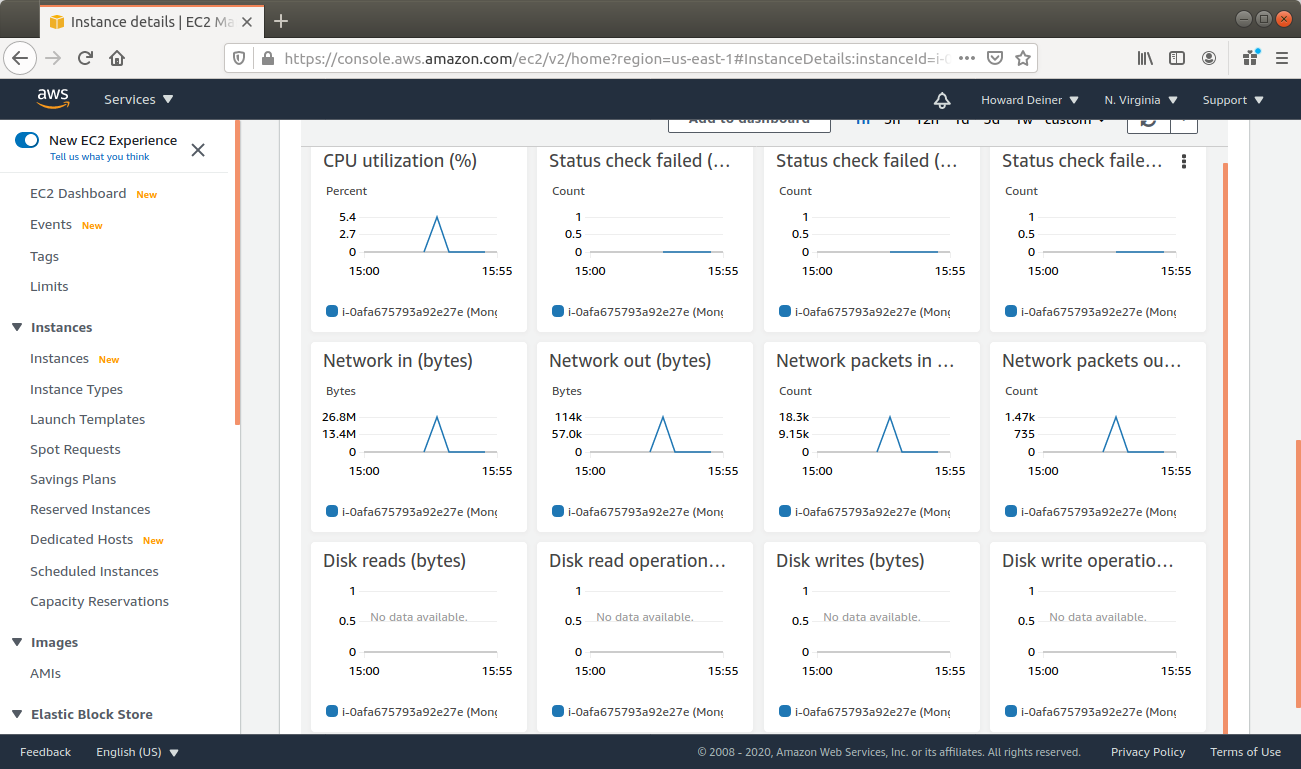 Instance details | EC2 Ma
https://console.aws.amazon.com/ec2/v2/home?region=us-east-1#InstanceDetails:instanceId=i-0
aws Services Howard Deiner N. Virginia Support
New EC2 Experience
Tell us what you think
EC2 Dashboard New
Events New
Tags
Limits
Instances
Instances New
Instance Types
Launch Templates
Spot Requests
Savings Plans
Reserved Instances
Dedicated Hosts New
Scheduled Instances
Capacity Reservations
Images
AMIs
Elastic Block Store
Add to dashboard 1h 3h 12h 1d 3d 1w custom
CPU utilization (%)
Percent
5.4
2.7
0
15:00 15:55
i-0afa675793a92e27e (Mong
Status check failed (...
Count
1
0.5
0
15:00 15:55
i-0afa675793a92e27e (Mong
Status check failed (...
Count
1
0.5
0
15:00 15:55
i-0afa675793a92e27e (Mong
Status check faile...
Count
1
0.5
0
15:00 15:55
i-0afa675793a92e27e (Mong
Network in (bytes)
Bytes
26.8M
13.4M
0
15:00 15:55
i-0afa675793a92e27e (Mong
Network out (bytes)
Bytes
114k
57.0k
0
15:00 15:55
i-0afa675793a92e27e (Mong
Network packets in ...
Count
18.3k
9.15k
0
15:00 15:55
i-0afa675793a92e27e (Mong
Network packets ou...
Count
1.47k
735
0
15:00 15:55
i-0afa675793a92e27e (Mong
Disk reads (bytes)
1
0.5 No data available.
0
15:00 15:55
i-0afa675793a92e27e (Mong
Disk read operation...
1
0.5 No data available.
0
15:00 15:55
i-0afa675793a92e27e (Mong
Disk writes (bytes)
1
0.5 No data available.
0
15:00 15:55
i-0afa675793a92e27e (Mong
Disk write operatio...
1
0.5 No data available.
0
15:00 15:55
i-0afa675793a92e27e (Mong
Feedback English (US) © 2008 - 2020, Amazon Web Services, Inc. or its affiliates. All rights reserved. Privacy Policy Terms of Use